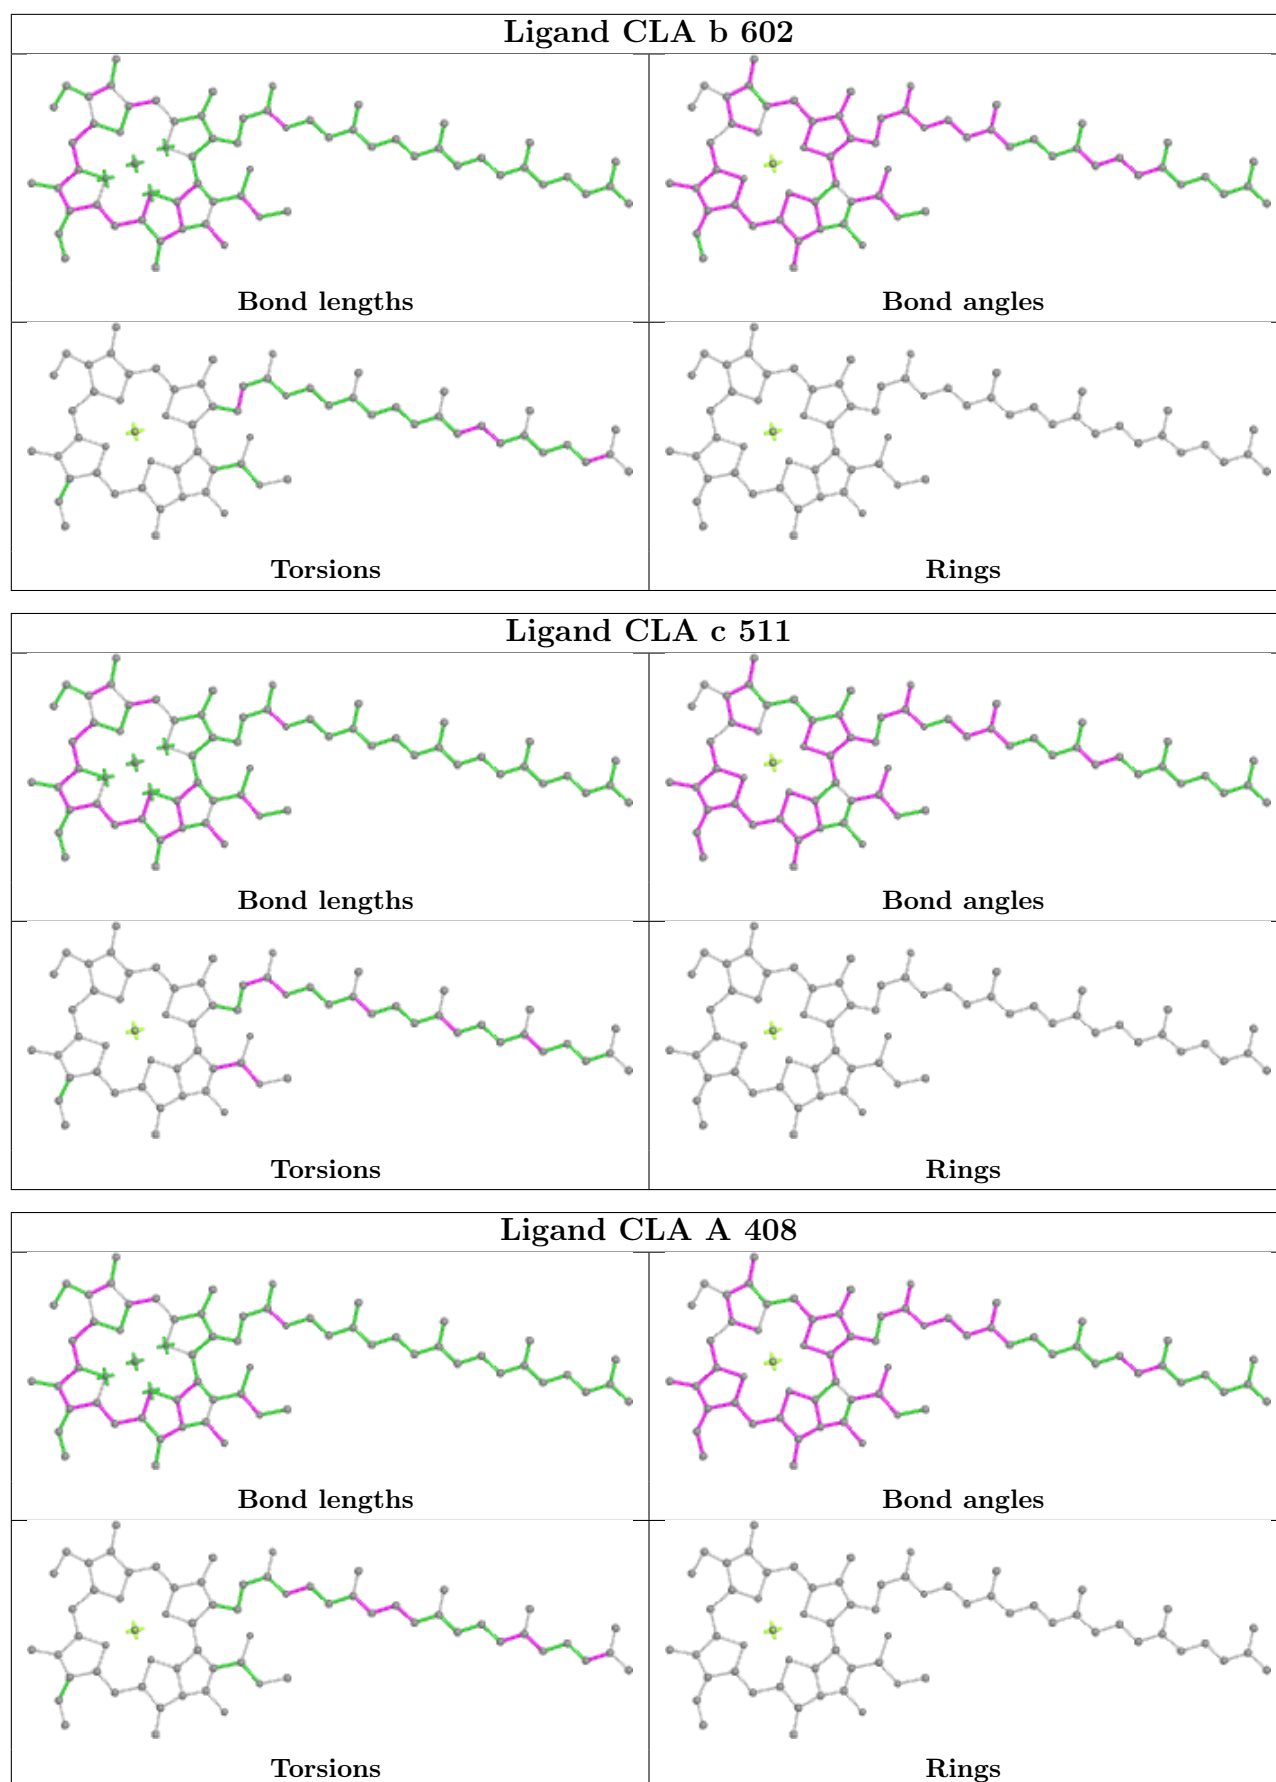 Ligand CLA b 602
Bond lengths
Bond angles
Torsions
Rings
Ligand CLA c 511
Bond lengths
Bond angles
Torsions
Rings
Ligand CLA A 408
Bond lengths
Bond angles
Torsions
Rings